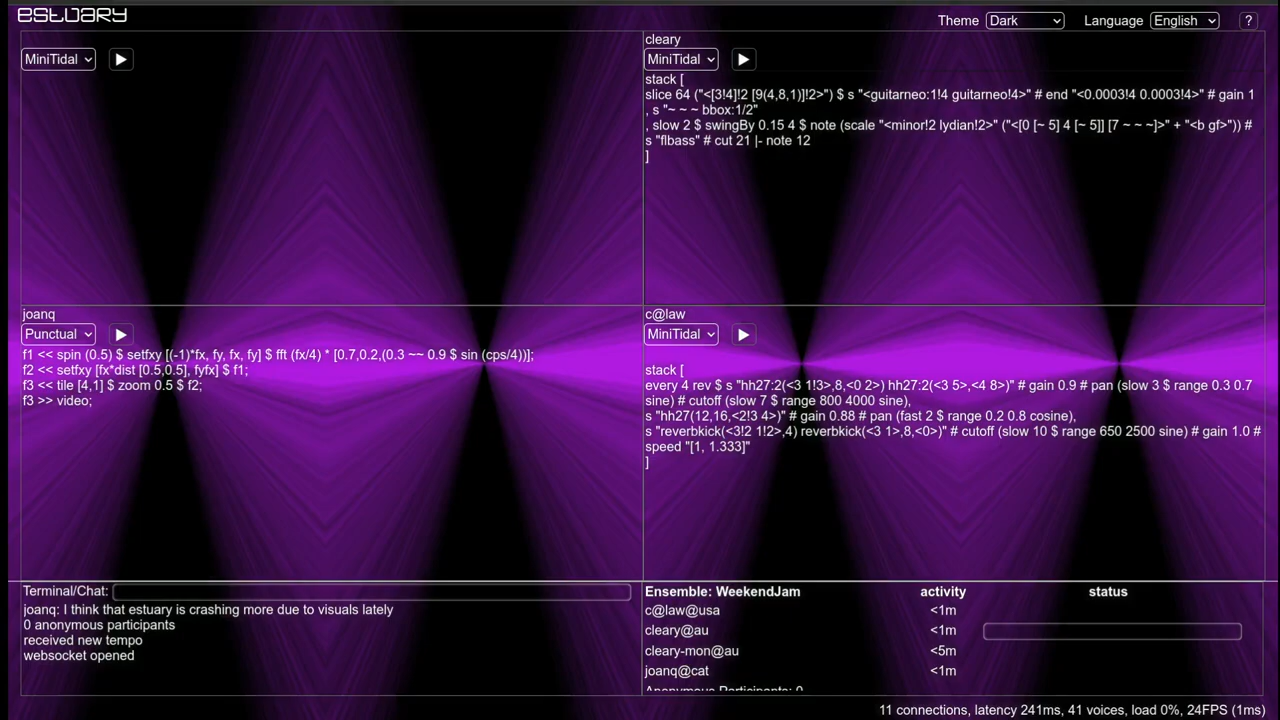 estuary
Theme Dark Language English ?
MiniTidal
cleary
MiniTidal
stack [
slice 64 ("<[3!4]!2 [9(4,8,1)]!2>") $ s "<guitarneo:1!4 guitarneo!4>" # end "<0.0003!4 0.0003!4>" # gain 1
, s "~ ~ ~ bbox:1/2"
, slow 2 $ swingBy 0.15 4 $ note (scale "<minor!2 lydian!2>" ("<[0 [~ 5] 4 [~ 5]] [7 ~ ~ ~]>" + "<b gf>")) #
s "flbass" # cut 21 |- note 12
]
joanq
Punctual
f1 << spin (0.5) $ setfxy [(-1)*fx, fy, fx, fy] $ fft (fx/4) * [0.7,0.2,(0.3 ~~ 0.9 $ sin (cps/4))];
f2 << setfxy [fx*dist [0.5,0.5], fyfx] $ f1;
f3 << tile [4,1] $ zoom 0.5 $ f2;
f3 >> video;
c@law
MiniTidal
stack [
every 4 rev $ s "hh27:2(<3 1!3>,8,<0 2>) hh27:2(<3 5>,<4 8>)" # gain 0.9 # pan (slow 3 $ range 0.3 0.7
sine) # cutoff (slow 7 $ range 800 4000 sine),
s "hh27(12,16,<2!3 4>)" # gain 0.88 # pan (fast 2 $ range 0.2 0.8 cosine),
s "reverbkick(<3!2 1!2>,4) reverbkick(<3 1>,8,<0>)" # cutoff (slow 10 $ range 650 2500 sine) # gain 1.0 #
speed "[1, 1.333]"
]
Terminal/Chat:
joanq: I think that estuary is crashing more due to visuals lately
0 anonymous participants
received new tempo
websocket opened
Ensemble: WeekendJam activity status
c@law@usa <1m
cleary@au <1m
cleary-mon@au <5m
joanq@cat <1m
Anonymous Participants: 0
11 connections, latency 241ms, 41 voices, load 0%, 24FPS (1ms)